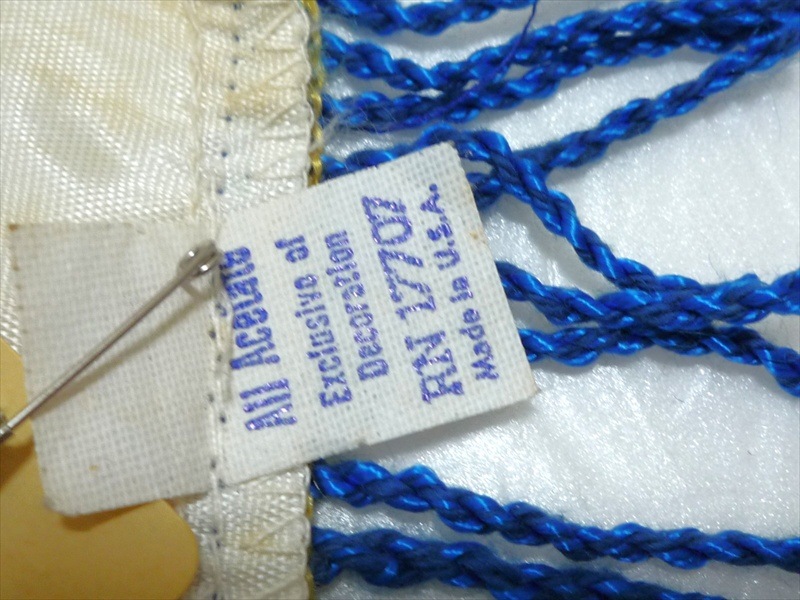 All Acetate
Exclusive of
Decoration
RN 17707
Made in U.S.A.